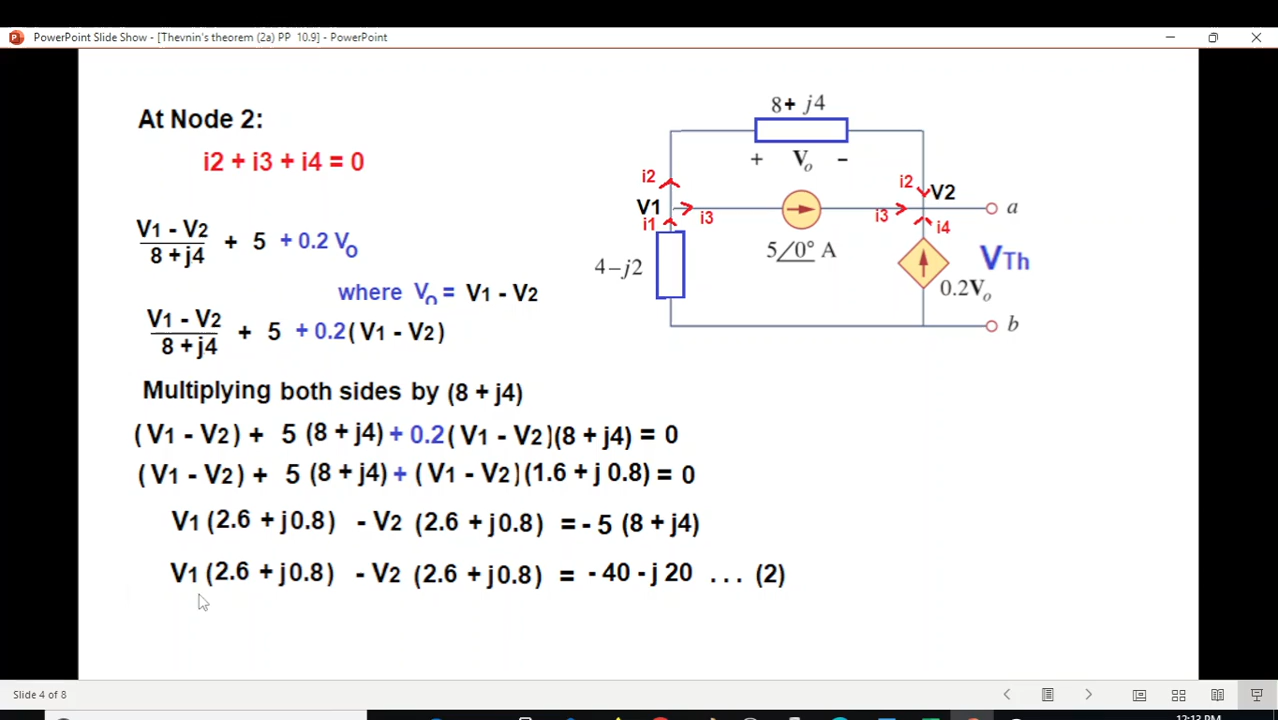 PowerPoint Slide Show - [Thevnin's theorem (2a) PP 10.9] - PowerPoint
At Node 2:
i2 + i3 + i4 = 0
V1 - V2
8 + j4
+ 5 + 0.2 Vo
where Vo = V1 - V2
V1 - V2
8 + j4
+ 5 + 0.2 ( V1 - V2 )
Multiplying both sides by (8 + j4)
( V1 - V2 ) + 5 (8 + j4) + 0.2 ( V1 - V2 )(8 + j4) = 0
( V1 - V2 ) + 5 (8 + j4) + ( V1 - V2 )(1.6 + j 0.8) = 0
V1 (2.6 + j0.8) - V2 (2.6 + j0.8) = - 5 (8 + j4)
V1 (2.6 + j0.8) - V2 (2.6 + j0.8) = - 40 - j 20 . . . (2)
8+ j4
+ Vo -
i2
i2
V1
V2
i1
i3
i3
i4
a
4-j2
5∠0° A
VTh
0.2Vo
b
Slide 4 of 8